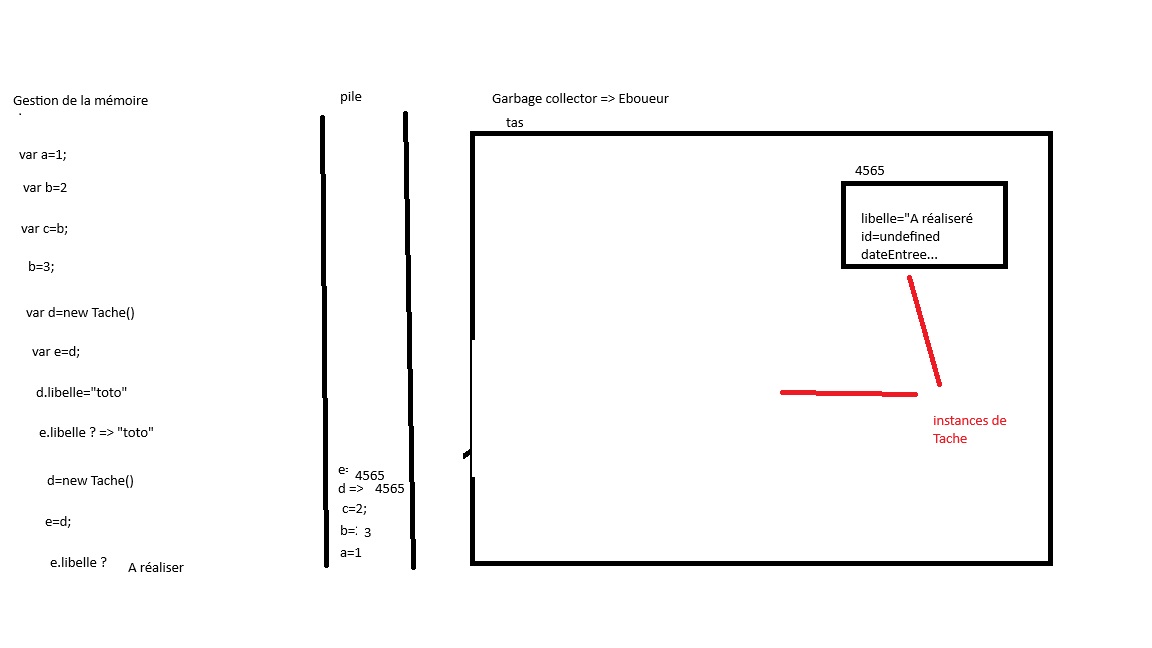 Gestion de la mémoire
var a=1;
var b=2
var c=b;
b=3;
var d=new Tache()
var e=d;
d.libelle="toto"
e.libelle ? => "toto"
d=new Tache()
e=d;
e.libelle ? A réaliser
pile
e: 4565
d => 4565
c=2;
b=: 3
a=1
Garbage collector => Eboueur
tas
4565
libelle="A réaliseré
id=undefined
dateEntree...
instances de
Tache